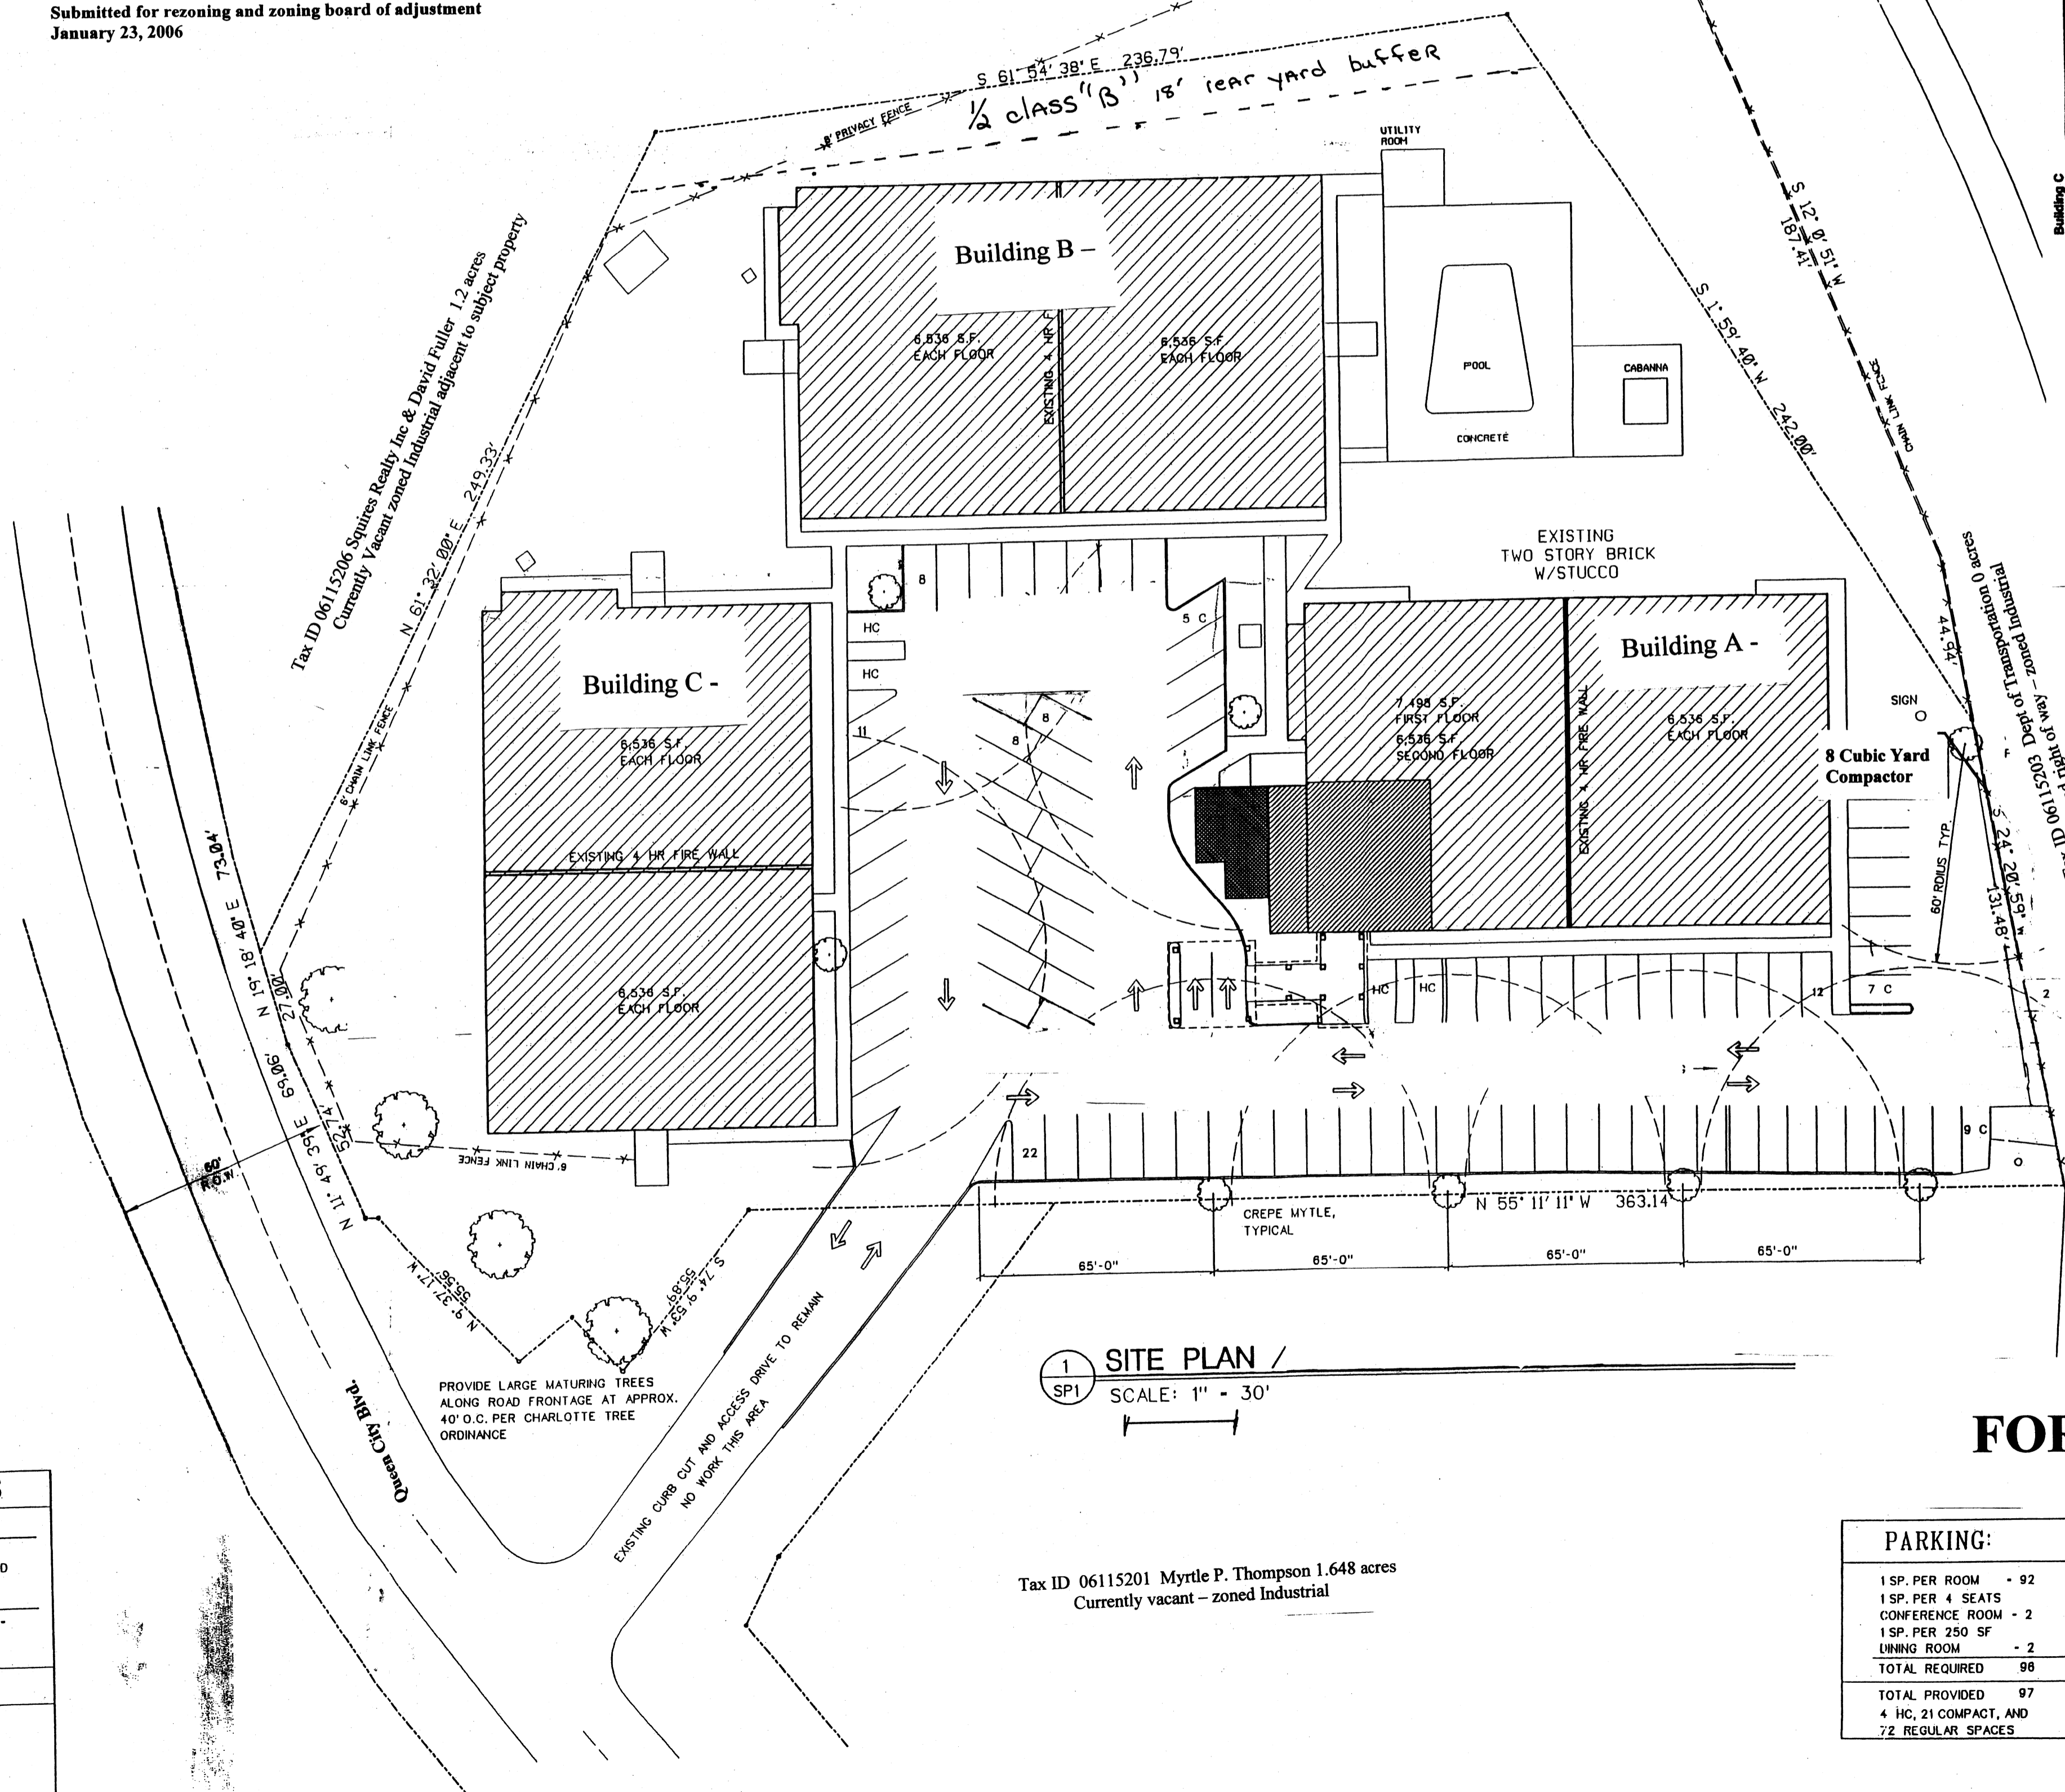 Submitted for rezoning and zoning board of adjustment
January 23, 2006
S 61° 54' 38" E 236.79'
8' PRIVACY FENCE
1/2 CLASS "B" 18' rear yard buffer
UTILITY
ROOM
Building B –
6,536 S.F.
EACH FLOOR
EXISTING 4 HR F
6,536 S.F.
EACH FLOOR
POOL
CONCRETE
CABANNA
S 12° 0' 51" W
187.41'
CHAIN LINK FENCE
S 1° 59' 40" W 242.00'
Building C
Tax ID 06115206 Squires Realty Inc & David Fuller 1.2 acres
Currently Vacant zoned Industrial adjacent to subject property
N 61° 32' 00" E 249.33'
6' CHAIN LINK FENCE
EXISTING
TWO STORY BRICK
W/STUCCO
8
HC
HC
11
5 C
8
8
Building C -
6,536 S.F.
EACH FLOOR
EXISTING 4 HR FIRE WALL
6,536 S.F.
EACH FLOOR
Building A -
7,498 S.F.
FIRST FLOOR
6,536 S.F.
SECOND FLOOR
EXISTING 4 HR FIRE WALL
6,536 S.F.
EACH FLOOR
SIGN
8 Cubic Yard
Compactor
44.94'
Dept of Transportation 0 acres
right of way – zoned Industrial
Tax ID 06115203
60' RDIUS TYP.
S 24° 20' 59" W
131.48'
HC
HC
12
7 C
2
N 19° 18' 40" E 73.04'
27.00'
69.06'
N 11° 49' 39" E
52.74'
60'
R.O.W
6' CHAIN LINK FENCE
22
9 C
CREPE MYTLE,
TYPICAL
N 55° 11' 11" W 363.14
65'-0"
65'-0"
65'-0"
65'-0"
N 9° 37' 17" W
55.56'
S 74° 9' 53" W
55.89'
PROVIDE LARGE MATURING TREES
ALONG ROAD FRONTAGE AT APPROX.
40' O.C. PER CHARLOTTE TREE
ORDINANCE
Queen City Blvd.
EXISTING CURB CUT AND ACCESS DRIVE TO REMAIN
NO WORK THIS AREA
1
SP1
SITE PLAN /
SCALE: 1" - 30'
FOR
Tax ID 06115201 Myrtle P. Thompson 1.648 acres
Currently vacant – zoned Industrial
PARKING:
1 SP. PER ROOM - 92
1 SP. PER 4 SEATS
CONFERENCE ROOM - 2
1 SP. PER 250 SF
DINING ROOM - 2
TOTAL REQUIRED 96
TOTAL PROVIDED 97
4 HC, 21 COMPACT, AND
72 REGULAR SPACES